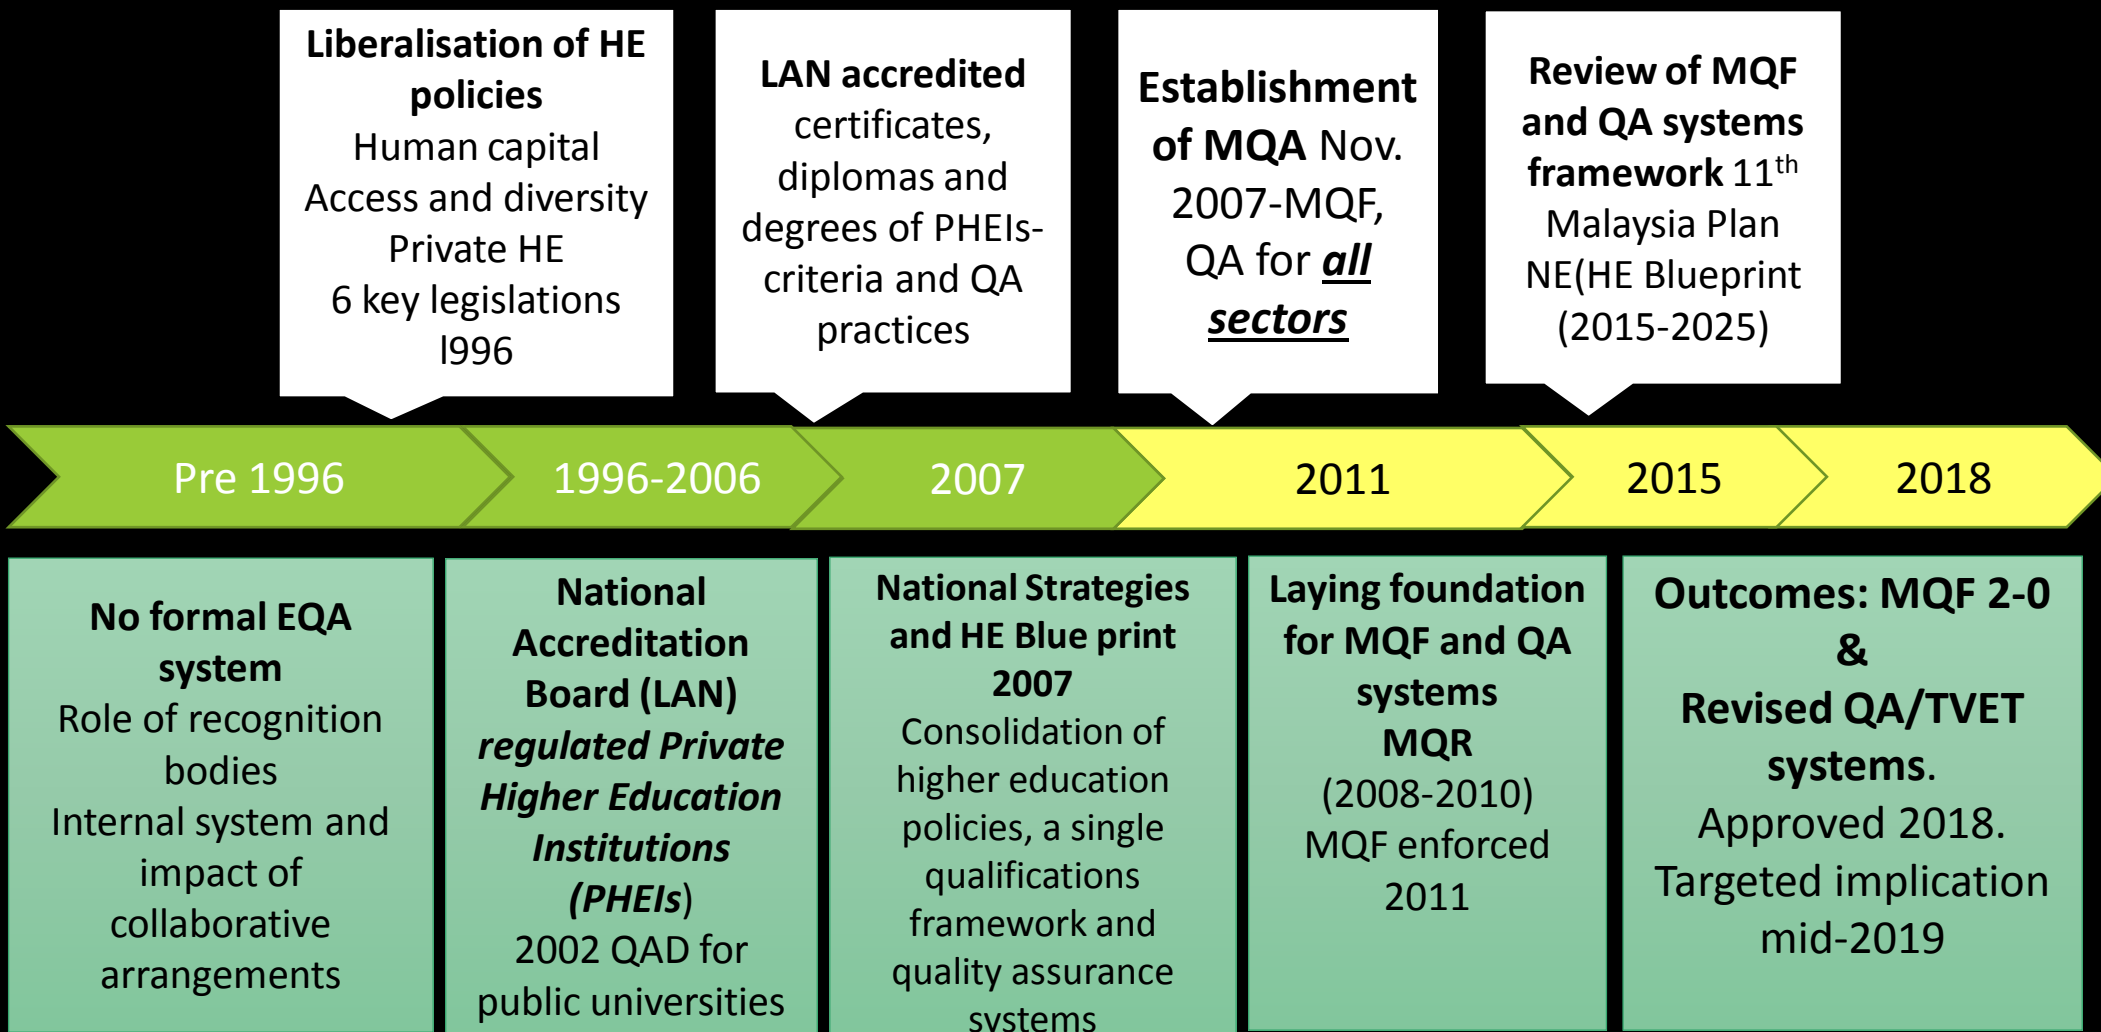 Liberalisation of HE
policies
Human capital
Access and diversity
Private HE
6 key legislations
l996
LAN accredited
certificates,
diplomas and
degrees of PHEIs-
criteria and QA
practices
Establishment
of MQA Nov.
2007-MQF,
QA for all
sectors
Review of MQF
and QA systems
framework 11th
Malaysia Plan
NE(HE Blueprint
(2015-2025)
Pre 1996
1996-2006
2007
2011
2015
2018
No formal EQA
system
Role of recognition
bodies
Internal system and
impact of
collaborative
arrangements
National
Accreditation
Board (LAN)
regulated Private
Higher Education
Institutions
(PHEIs)
2002 QAD for
public universities
National Strategies
and HE Blue print
2007
Consolidation of
higher education
policies, a single
qualifications
framework and
quality assurance
systems
Laying foundation
for MQF and QA
systems
MQR
(2008-2010)
MQF enforced
2011
Outcomes: MQF 2-0
&
Revised QA/TVET
systems.
Approved 2018.
Targeted implication
mid-2019